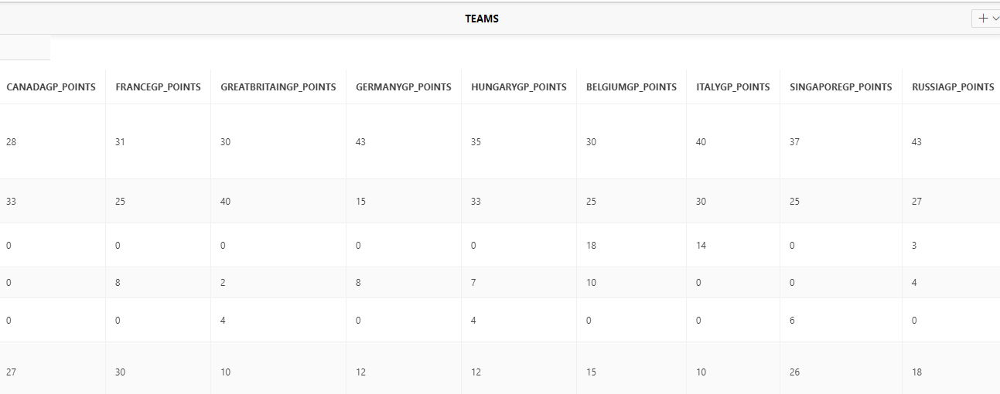 TEAMS
CANADAGP_POINTS FRANCEGP_POINTS GREATBRITAINGP_POINTS GERMANYGP_POINTS HUNGARYGP_POINTS BELGIUMGP_POINTS ITALYGP_POINTS SINGAPOREGP_POINTS RUSSIAGP_POINTS
28 31 30 43 35 30 40 37 43
33 25 40 15 33 25 30 25 27
0 0 0 0 0 18 14 0 3
0 8 2 8 7 10 0 0 4
0 0 4 0 4 0 0 6 0
27 30 10 12 12 15 10 26 18